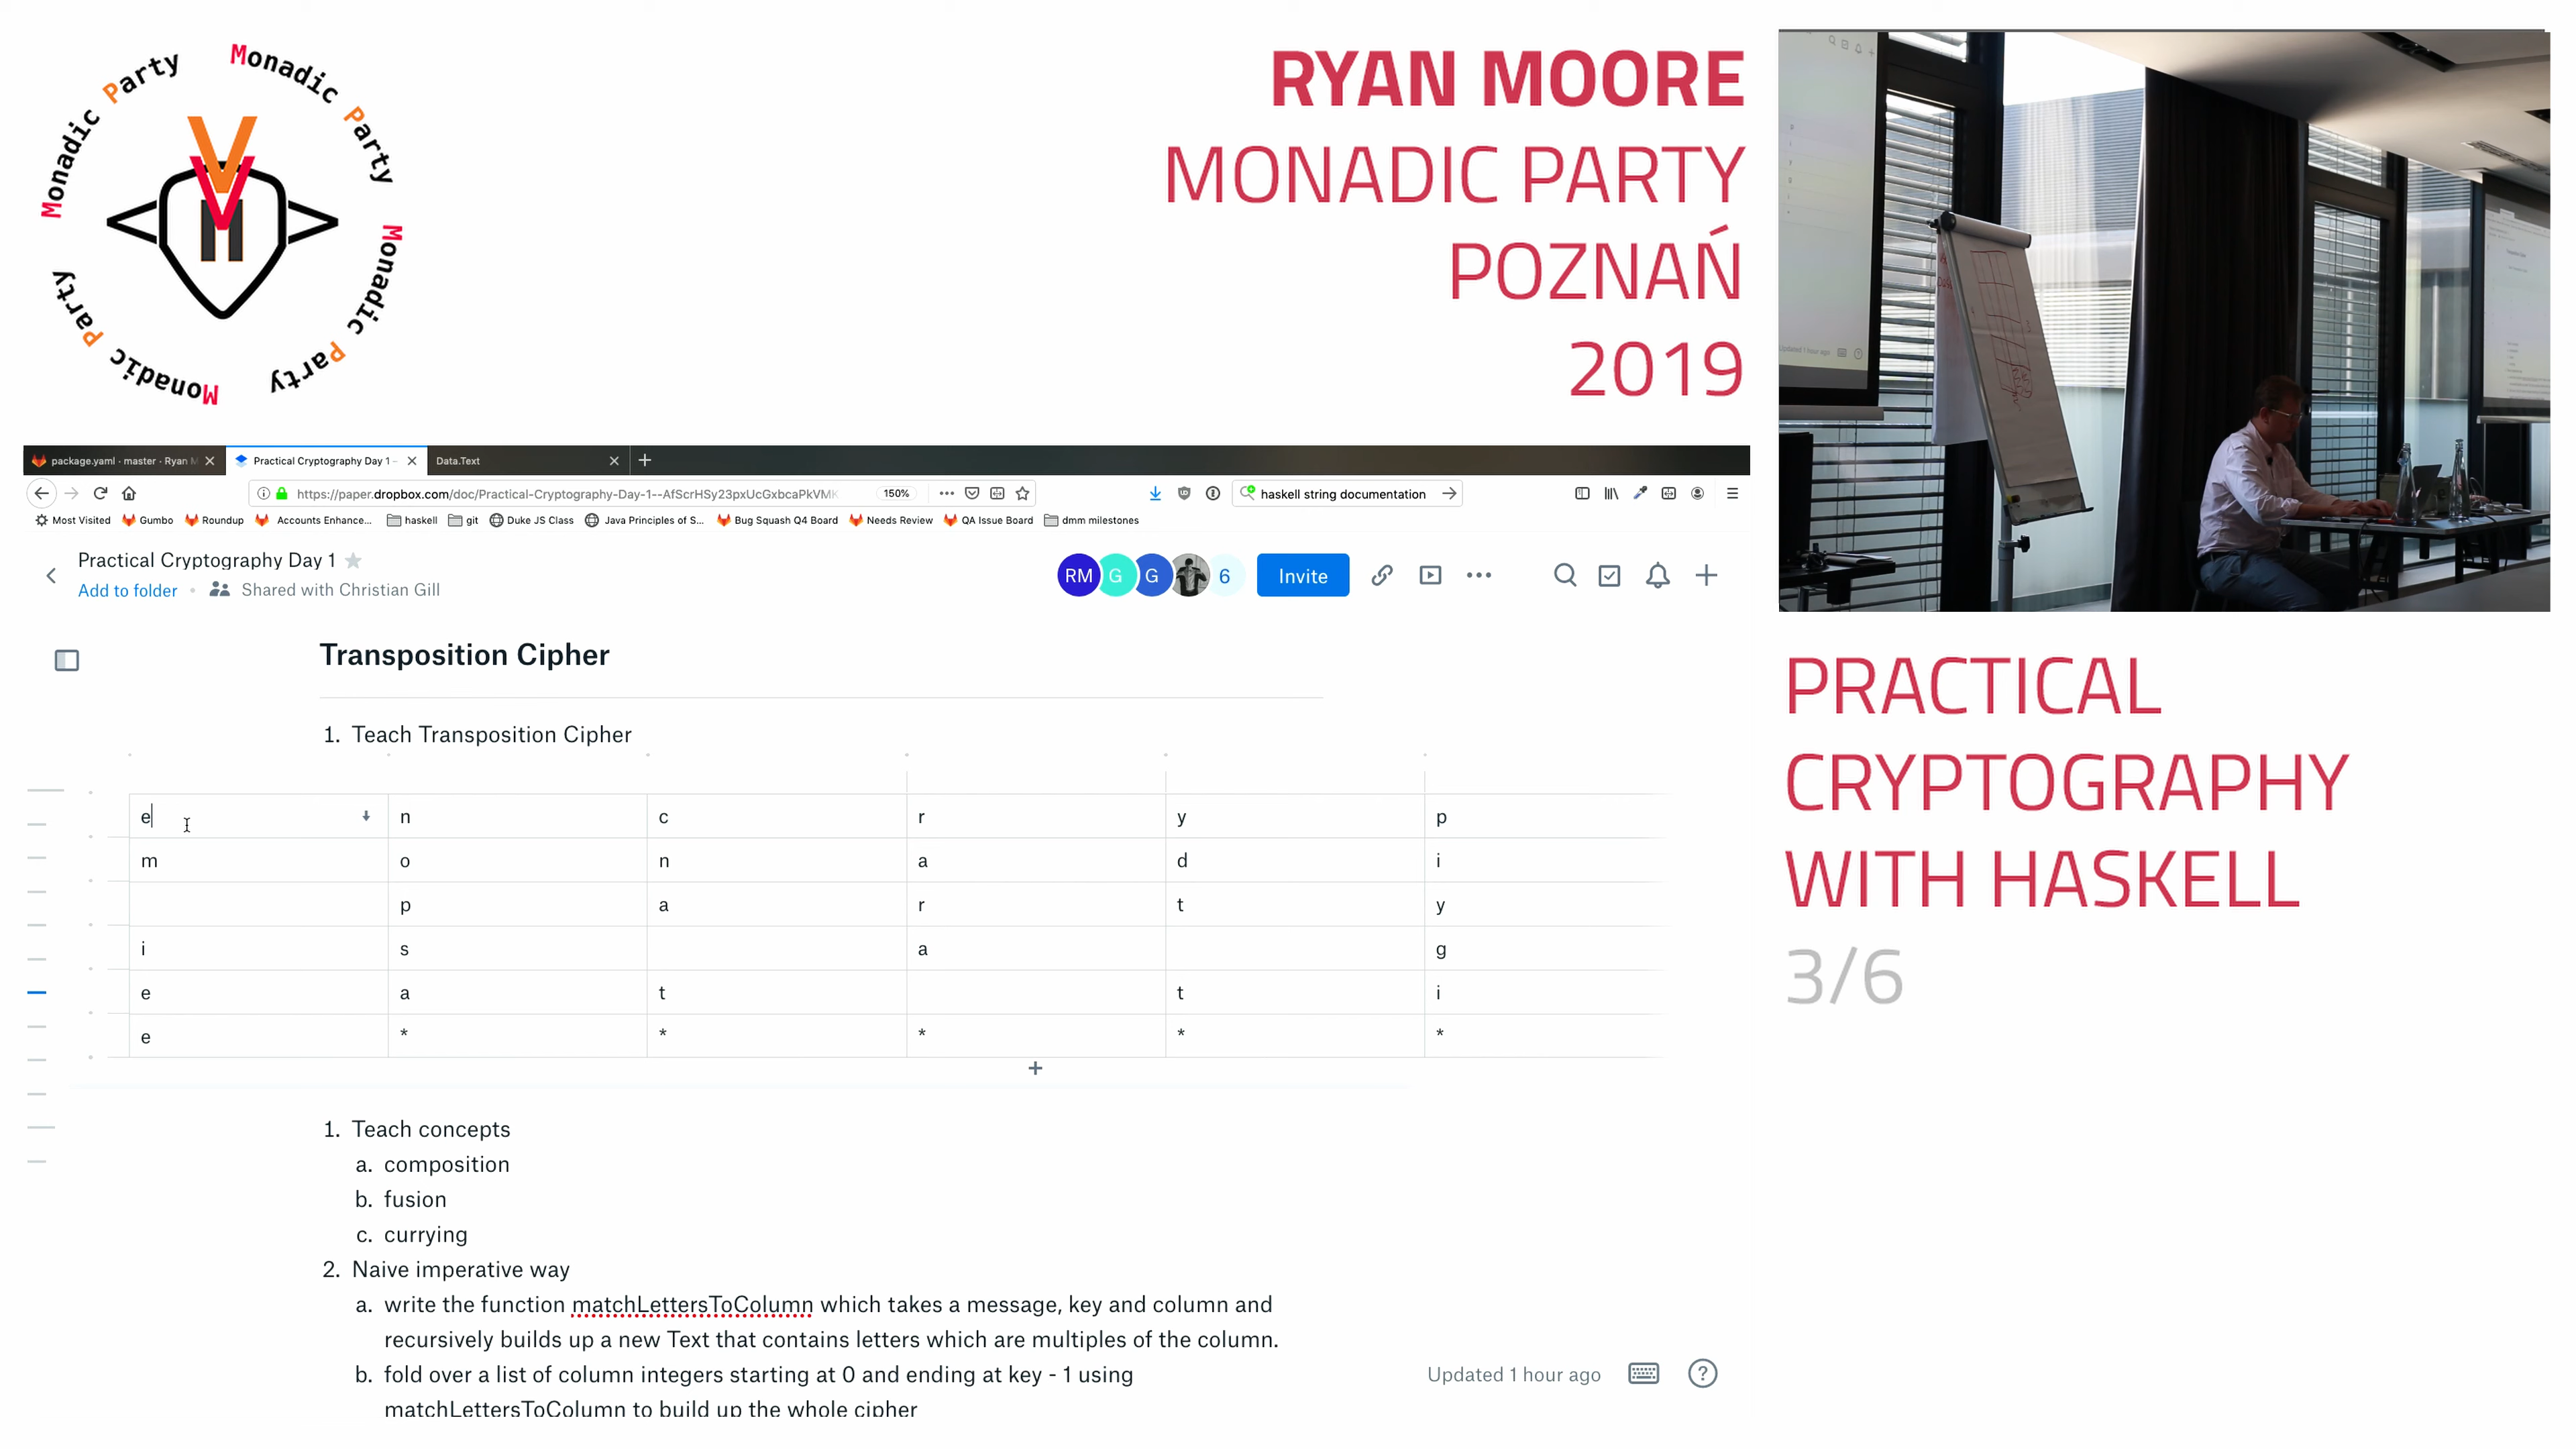 Monadic Party Monadic Party Monadic Party Monadic Party
RYAN MOORE
MONADIC PARTY
POZNAŃ
2019
package.yaml · master · Ryan M
Practical Cryptography Day 1 –
Data.Text
https://paper.dropbox.com/doc/Practical-Cryptography-Day-1--AfScrHSy23pxUcGxbcaPkVMK
150%
haskell string documentation
Most Visited Gumbo Roundup Accounts Enhance... haskell git Duke JS Class Java Principles of S... Bug Squash Q4 Board Needs Review QA Issue Board dmm milestones
Practical Cryptography Day 1
Add to folder • Shared with Christian Gill
RM G G 6 Invite
Transposition Cipher
1. Teach Transposition Cipher
e n c r y p
m o n a d i
p a r t y
i s a g
e a t t i
e * * * * *
+
1. Teach concepts
a. composition
b. fusion
c. currying
2. Naive imperative way
a. write the function matchLettersToColumn which takes a message, key and column and
recursively builds up a new Text that contains letters which are multiples of the column.
b. fold over a list of column integers starting at 0 and ending at key - 1 using
matchLettersToColumn to build up the whole cipher
Updated 1 hour ago
Updated 1 hour ago
PRACTICAL
CRYPTOGRAPHY
WITH HASKELL
3/6